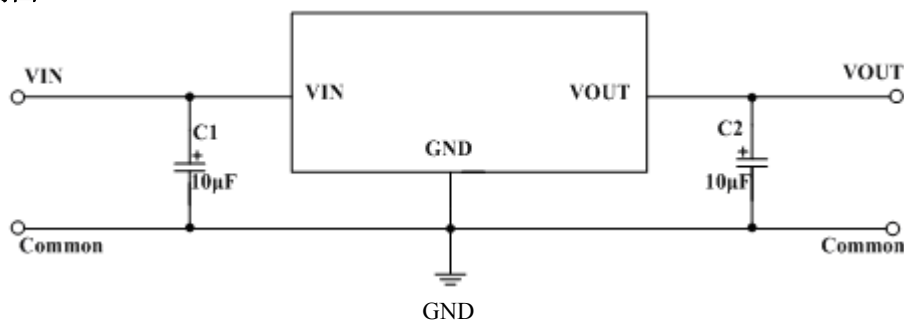 VIN
VOUT
VIN
VOUT
C1
+
10μF
GND
C2
+
10μF
Common
Common
GND